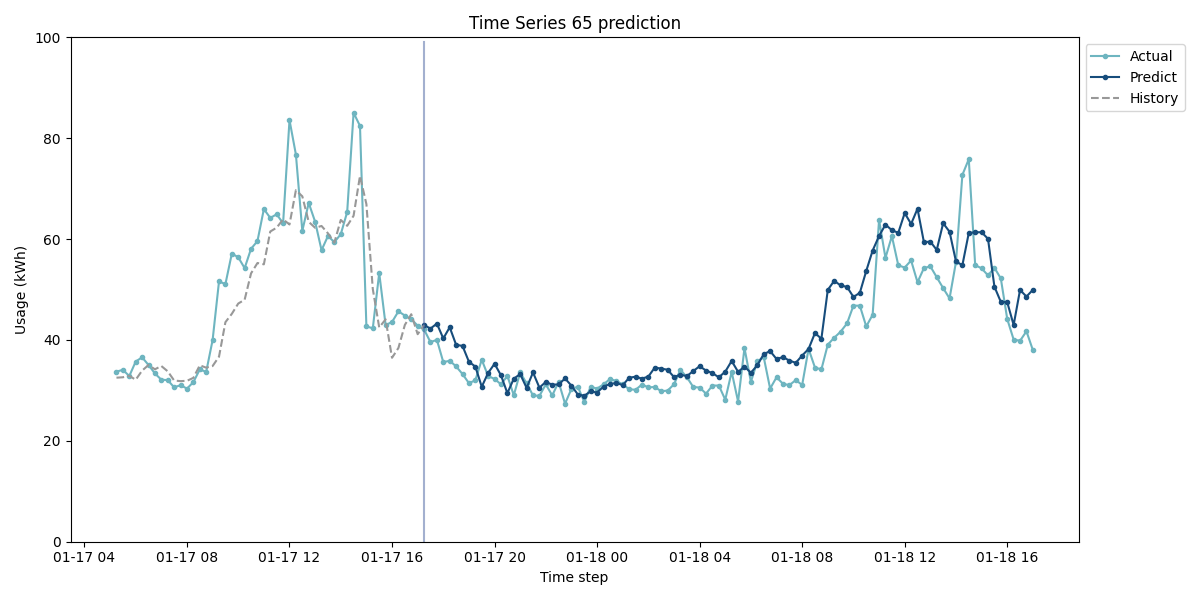 Time Series 65 prediction
100
80
60
40
20
0
Usage (kWh)
01-17 04
01-17 08
01-17 12
01-17 16
01-17 20
01-18 00
01-18 04
01-18 08
01-18 12
01-18 16
Time step
Actual
Predict
History